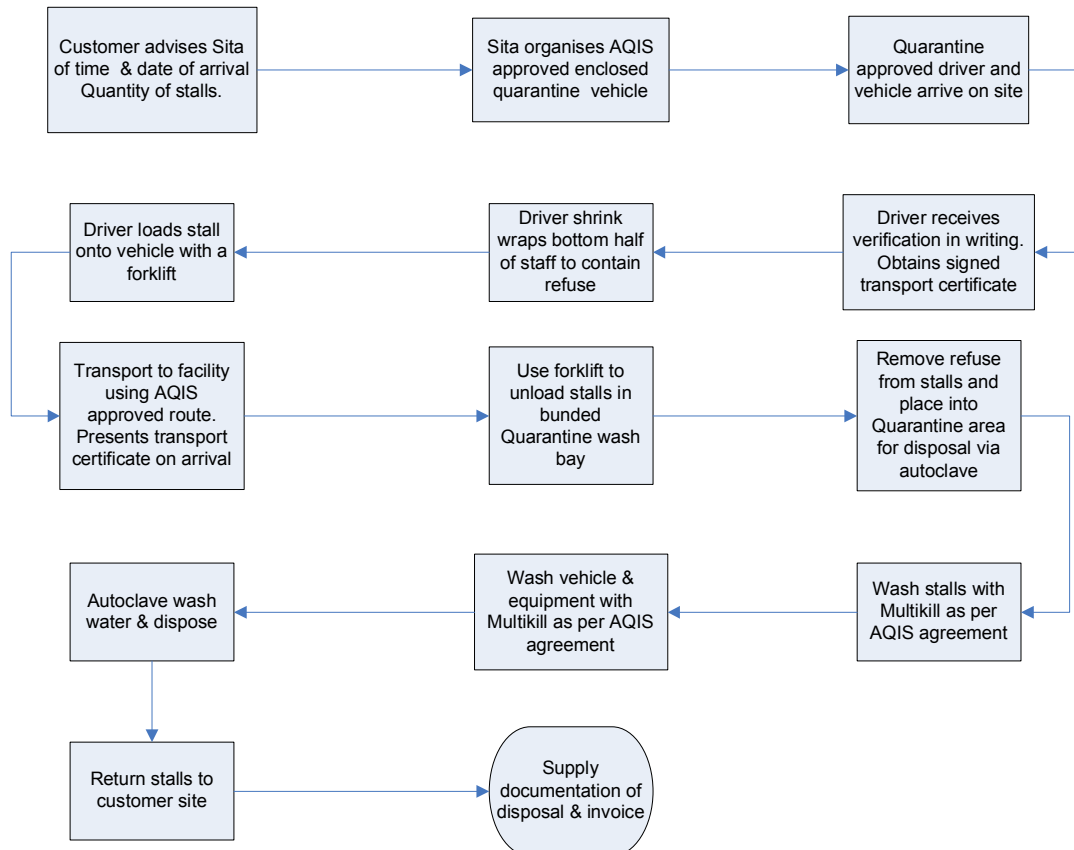 Customer advises Sita
of time & date of arrival
Quantity of stalls.
Sita organises AQIS
approved enclosed
quarantine vehicle
Quarantine
approved driver and
vehicle arrive on site
Driver receives
verification in writing.
Obtains signed
transport certificate
Driver shrink
wraps bottom half
of staff to contain
refuse
Driver loads stall
onto vehicle with a
forklift
Transport to facility
using AQIS
approved route.
Presents transport
certificate on arrival
Use forklift to
unload stalls in
bunded
Quarantine wash
bay
Remove refuse
from stalls and
place into
Quarantine area
for disposal via
autoclave
Wash stalls with
Multikill as per
AQIS agreement
Wash vehicle &
equipment with
Multikill as per AQIS
agreement
Autoclave wash
water & dispose
Return stalls to
customer site
Supply
documentation of
disposal & invoice